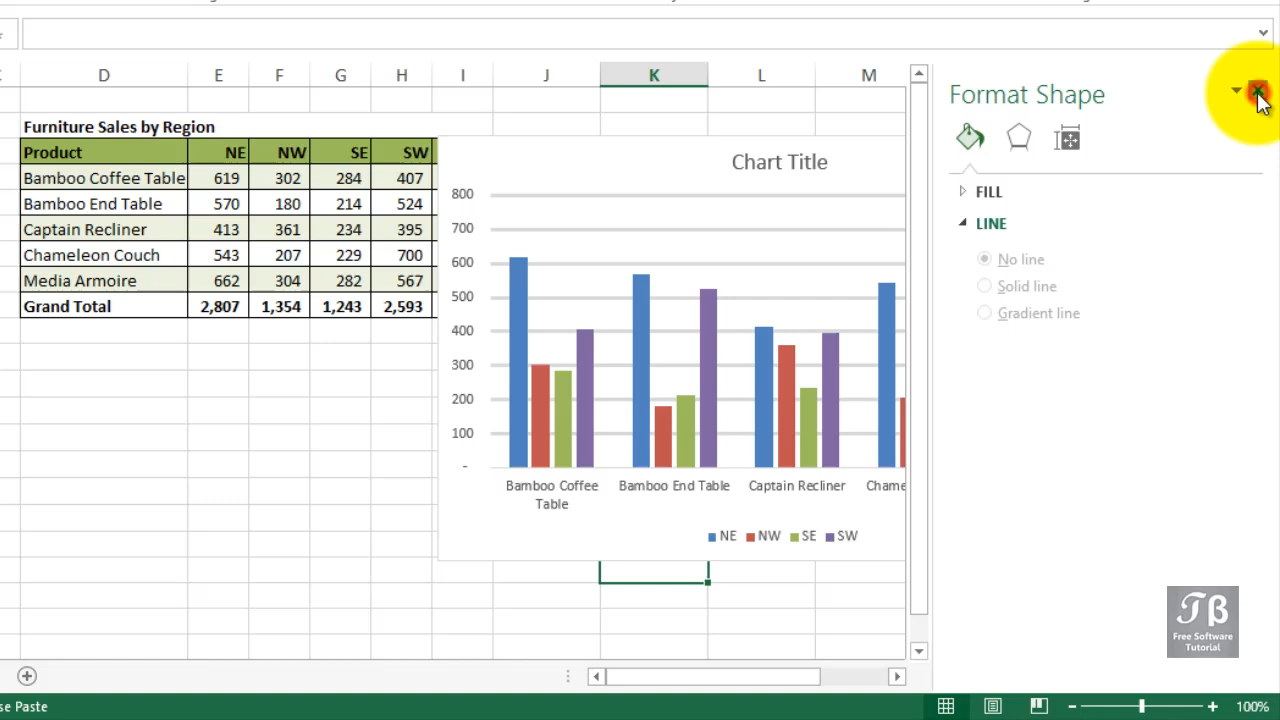 D E F G H I J K L M
Format Shape
Furniture Sales by Region
Product NE NW SE SW
Bamboo Coffee Table 619 302 284 407
Bamboo End Table 570 180 214 524
Captain Recliner 413 361 234 395
Chameleon Couch 543 207 229 700
Media Armoire 662 304 282 567
Grand Total 2,807 1,354 1,243 2,593
Chart Title
800
700
600
500
400
300
200
100
-
Bamboo Coffee
Table
Bamboo End Table
Captain Recliner
Chame
NE NW SE SW
FILL
LINE
No line
Solid line
Gradient line
TB
Free Software
Tutorial
se Paste
100%